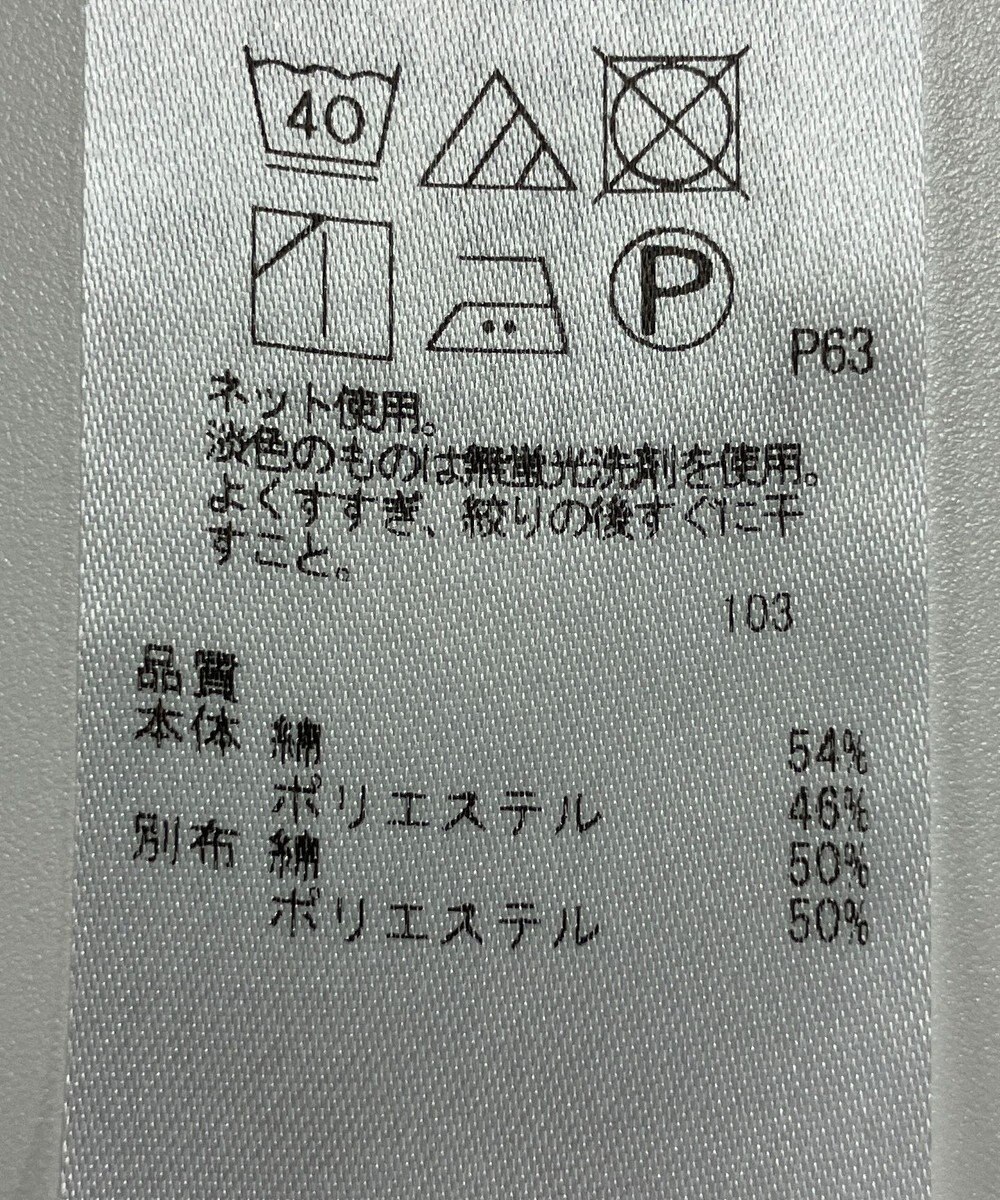 40
P
P63
ネット使用。
淡色のものは無蛍光洗剤を使用。
よくすすぎ、絞りの後すぐに干
すこと。
103
品質
本体 綿 54%
ポリエステル 46%
別布 綿 50%
ポリエステル 50%